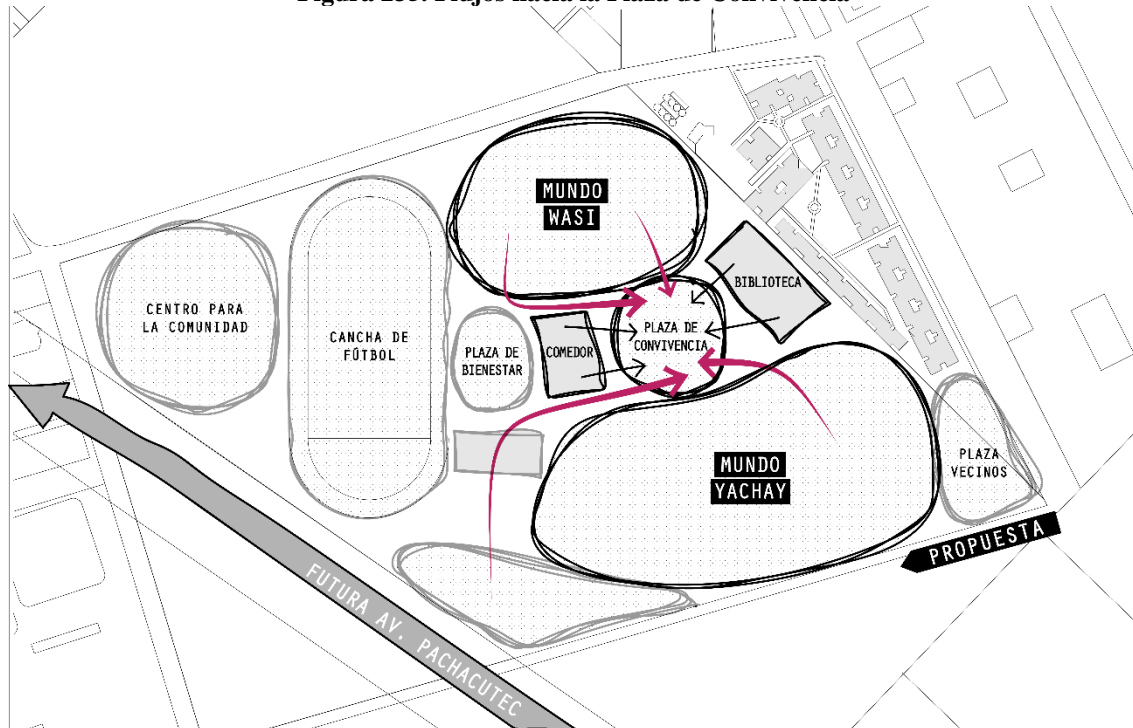 Figura Flujos hacia la Plaza de Convivencia
MUNDO
WASI
BIBLIOTECA
CENTRO PARA
LA COMUNIDAD
CANCHA DE
FÚTBOL
PLAZA DE
BIENESTAR
COMEDOR
PLAZA DE
CONVIVENCIA
MUNDO
YACHAY
PLAZA
VECINOS
PROPUESTA
FUTURA AV. PACHACUTEC